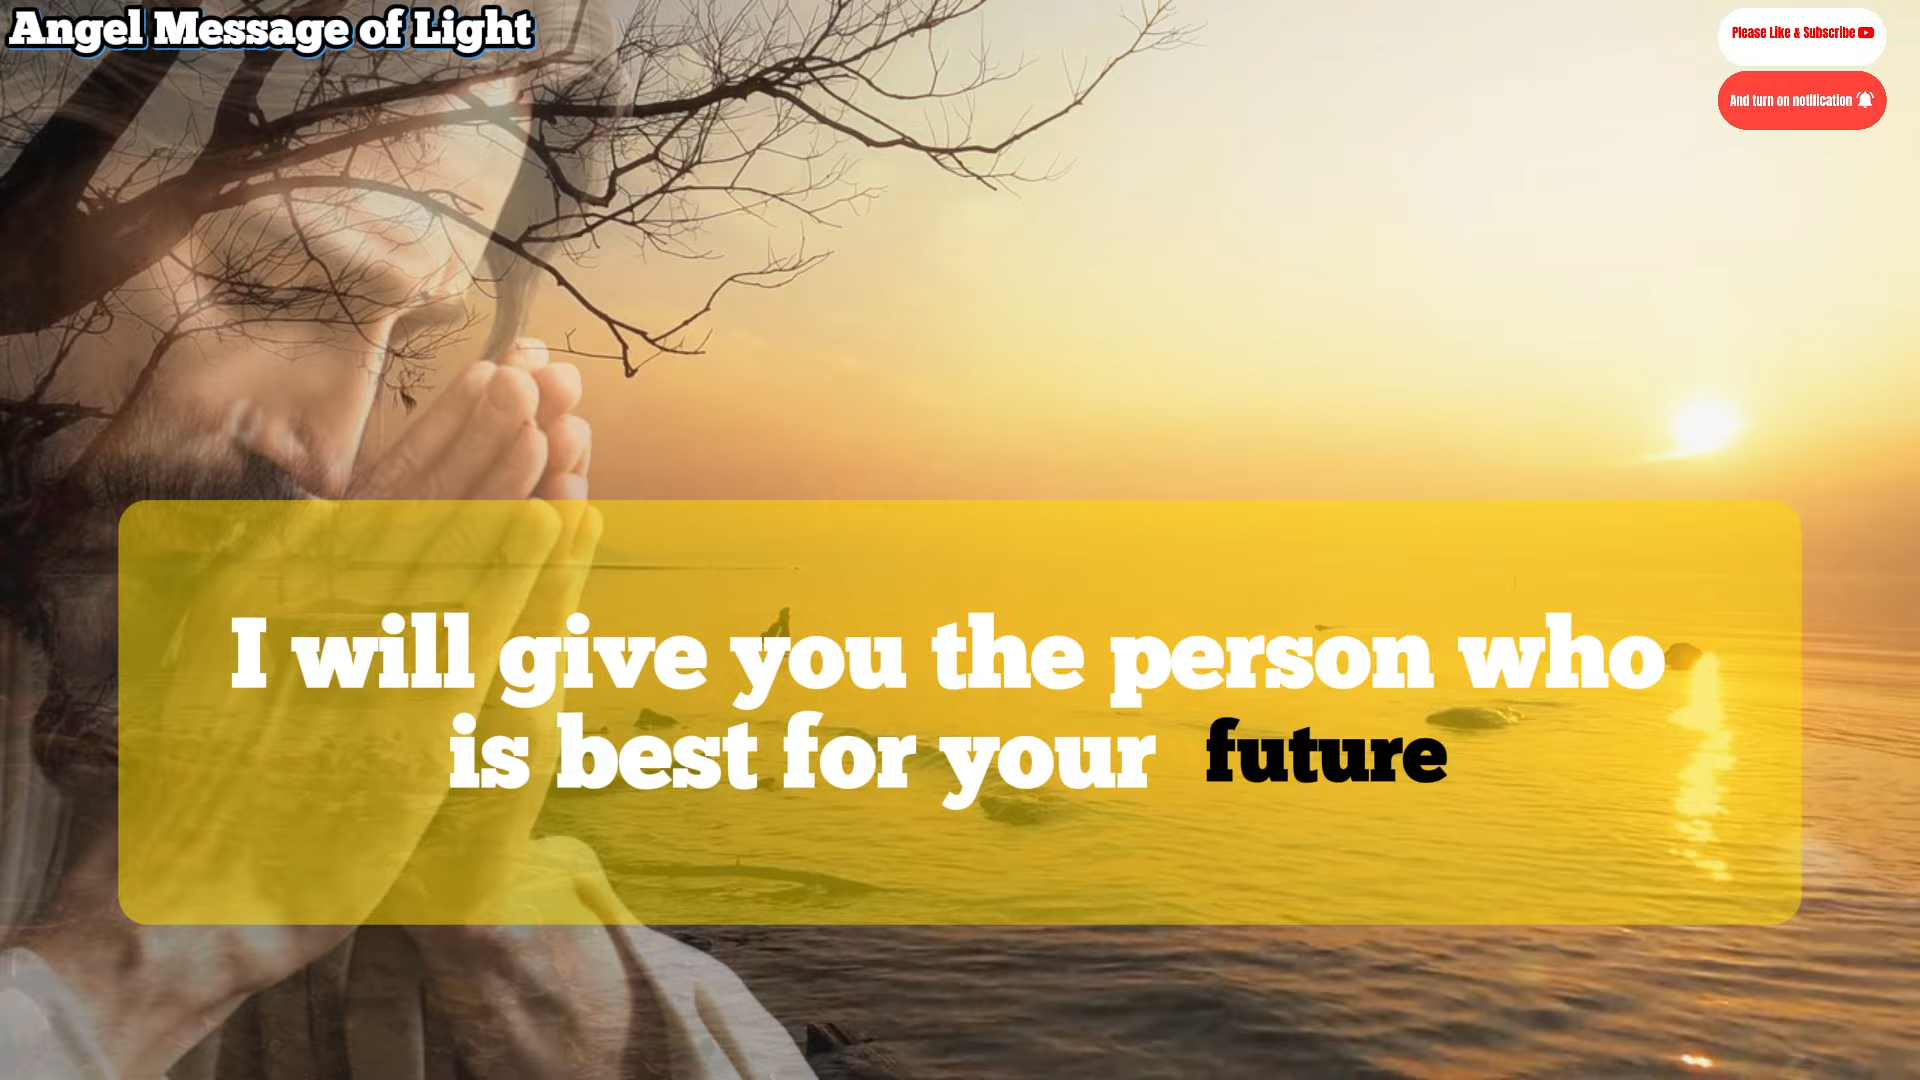 Angel Message of Light
Please Like & Subscribe
And turn on notification
I will give you the person who
is best for your future